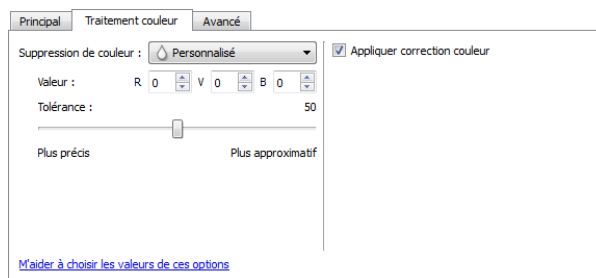 Principal Traitement couleur Avancé
Suppression de couleur : Personnalisé
Appliquer correction couleur
Valeur : R 0 V 0 B 0
Tolérance : 50
Plus précis Plus approximatif
M'aider à choisir les valeurs de ces options